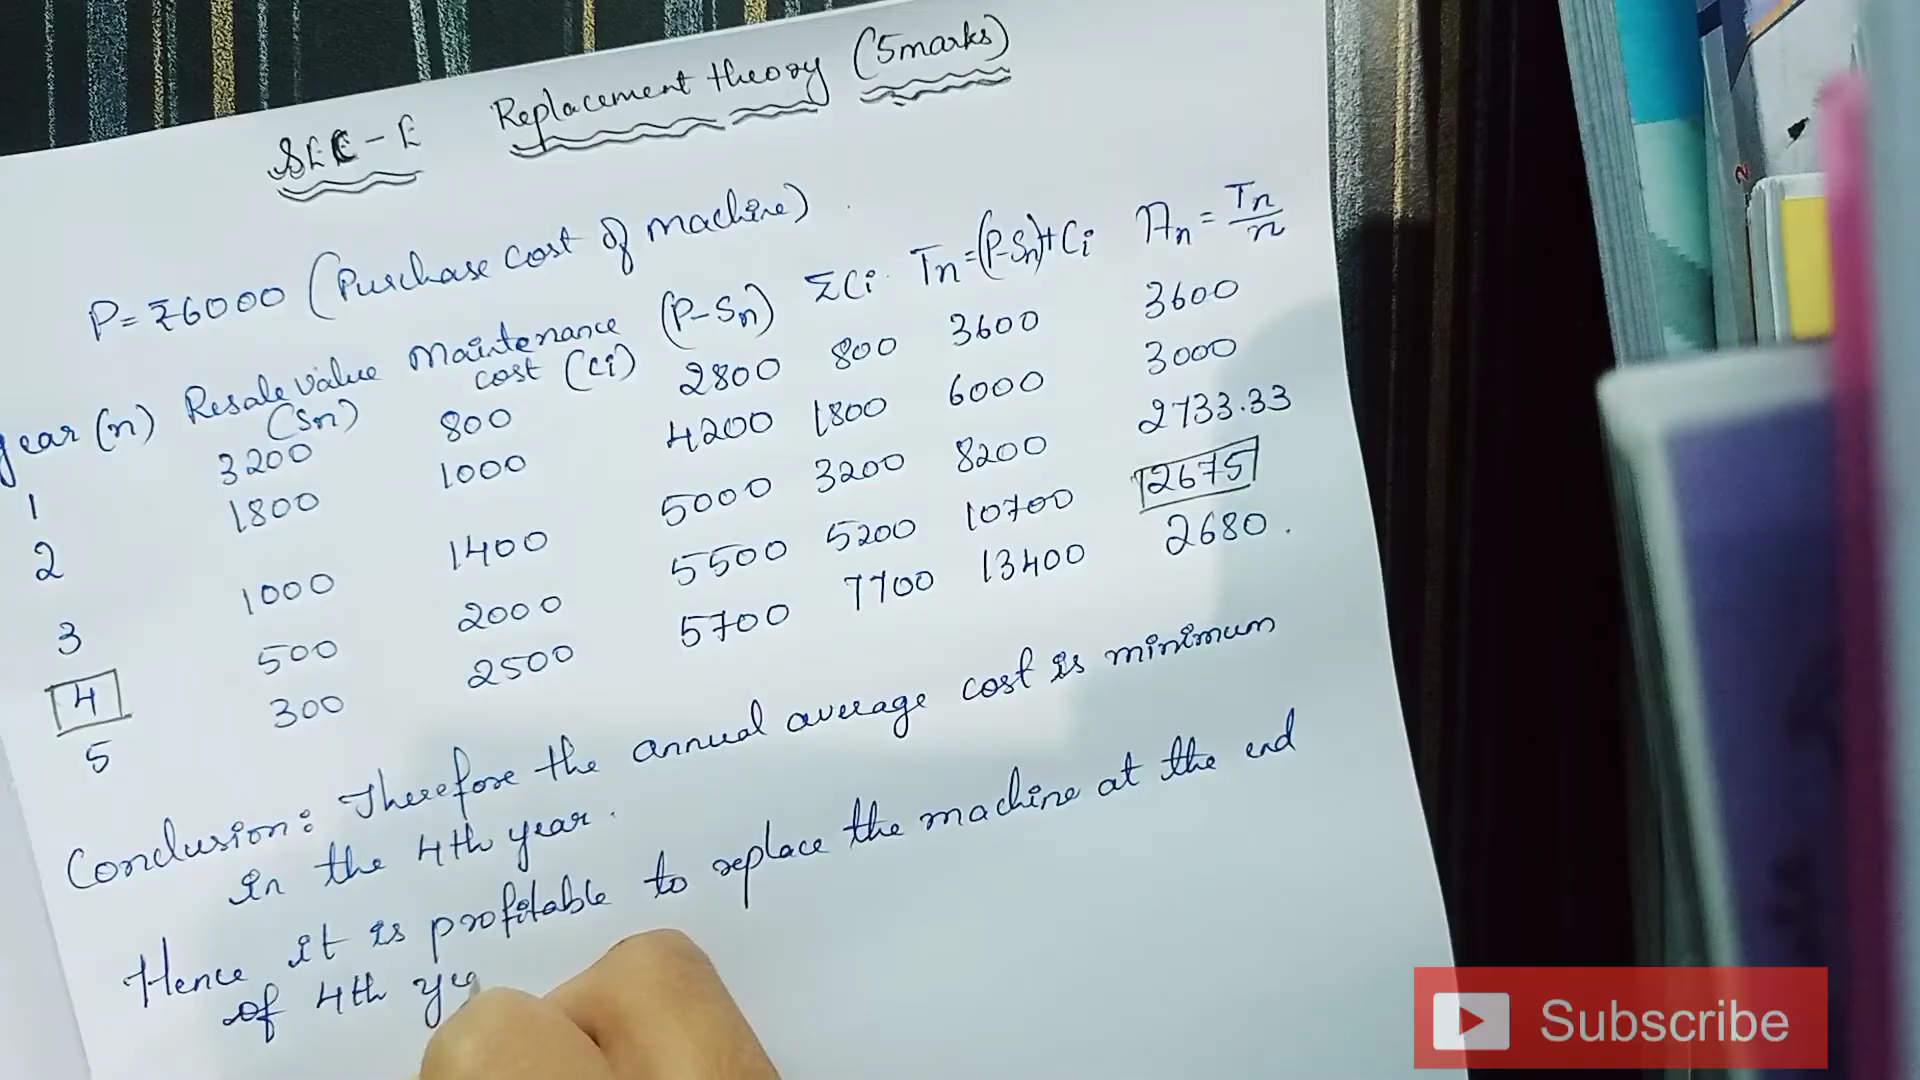 SEC-E Replacement theory (5marks)
P=₹6000 (Purchase cost of machine)
year (n) Resale value (Sn) Maintenance cost (Ci) (P-Sn) ΣCi Tn=(P-Sn)+Ci An=Tn/n
1 3200 800 2800 800 3600 3600
2 1800 1000 4200 1800 6000 3000
3 1000 1400 5000 3200 8200 2733.33
4 500 2000 5500 5200 10700 2675
5 300 2500 5700 7700 13400 2680.
Conclusion: Therefore the annual average cost is minimum
in the 4th year.
Hence it is profitable to replace the machine at the end
of 4th ye
Subscribe